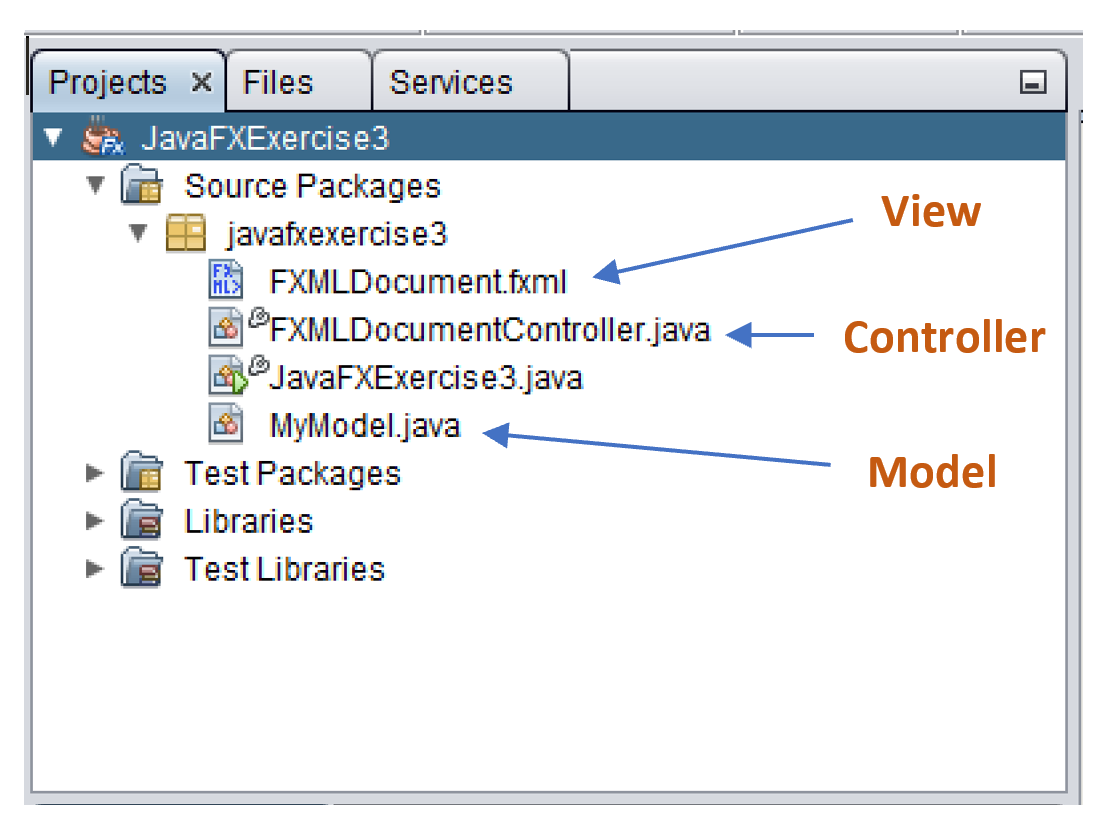 Projects × Files Services
JavaFXExercise3
Source Packages
View
javafxexercise3
FXMLDocument.fxml
FXMLDocumentController.java
Controller
JavaFXExercise3.java
MyModel.java
Model
Test Packages
Libraries
Test Libraries